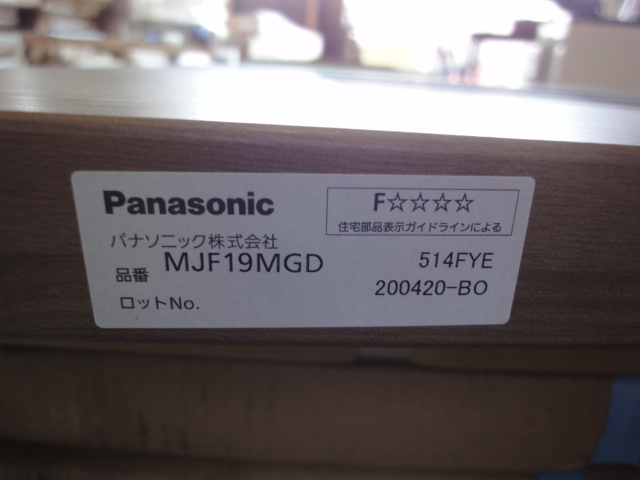 Panasonic
F☆☆☆☆
住宅部品表示ガイドラインによる
パナソニック株式会社
品番 MJF19MGD 514FYE
ロットNo. 200420-BO